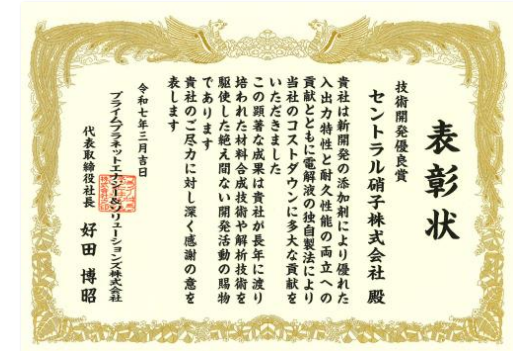 表彰状
技術開発優良賞
セントラル硝子株式会社 殿
貴社は新開発の添加剤により優れた
入出力特性と耐久性能の両立への
貢献とともに電解液の独自製法により
当社のコストダウンに多大な貢献を
いただきました
この顕著な成果は貴社が長年に渡り
培われた材料合成技術や解析技術を
駆使した絶え間ない開発活動の賜物
であります
貴社のご尽力に対し深く感謝の意を
表します
令和七年三月吉日
プライムプラネットエナジー&ソリューションズ株式会社
代表取締役社長 好田 博昭